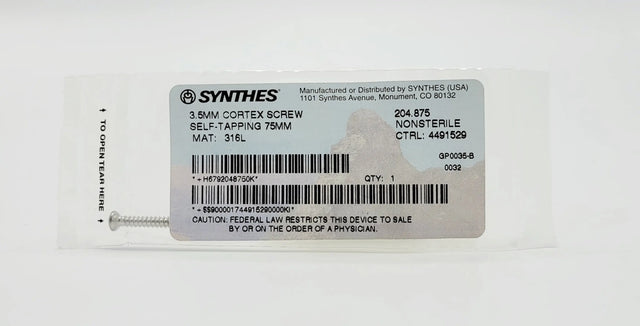 SYNTHES®
Manufactured or Distributed by SYNTHES (USA)
1101 Synthes Avenue, Monument, CO 80132
3.5MM CORTEX SCREW
SELF-TAPPING 75MM
MAT: 316L
204.875
NONSTERILE
CTRL: 4491529
GP0035-B
0032
*+H6792048750K*
QTY: 1
*+$$900001744915290000KI*
CAUTION: FEDERAL LAW RESTRICTS THIS DEVICE TO SALE
BY OR ON THE ORDER OF A PHYSICIAN.
↑ TO OPEN TEAR HERE ↑